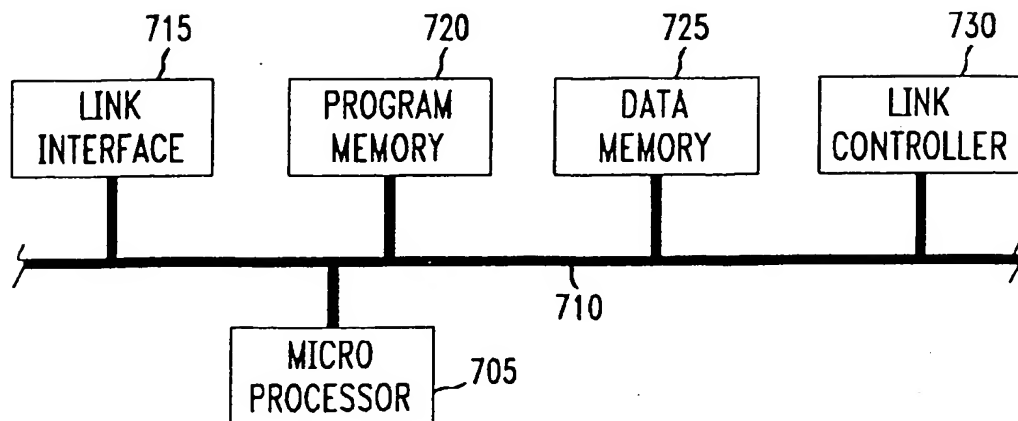 715
720
725
730
LINK
INTERFACE
PROGRAM
MEMORY
DATA
MEMORY
LINK
CONTROLLER
710
MICRO
PROCESSOR
705